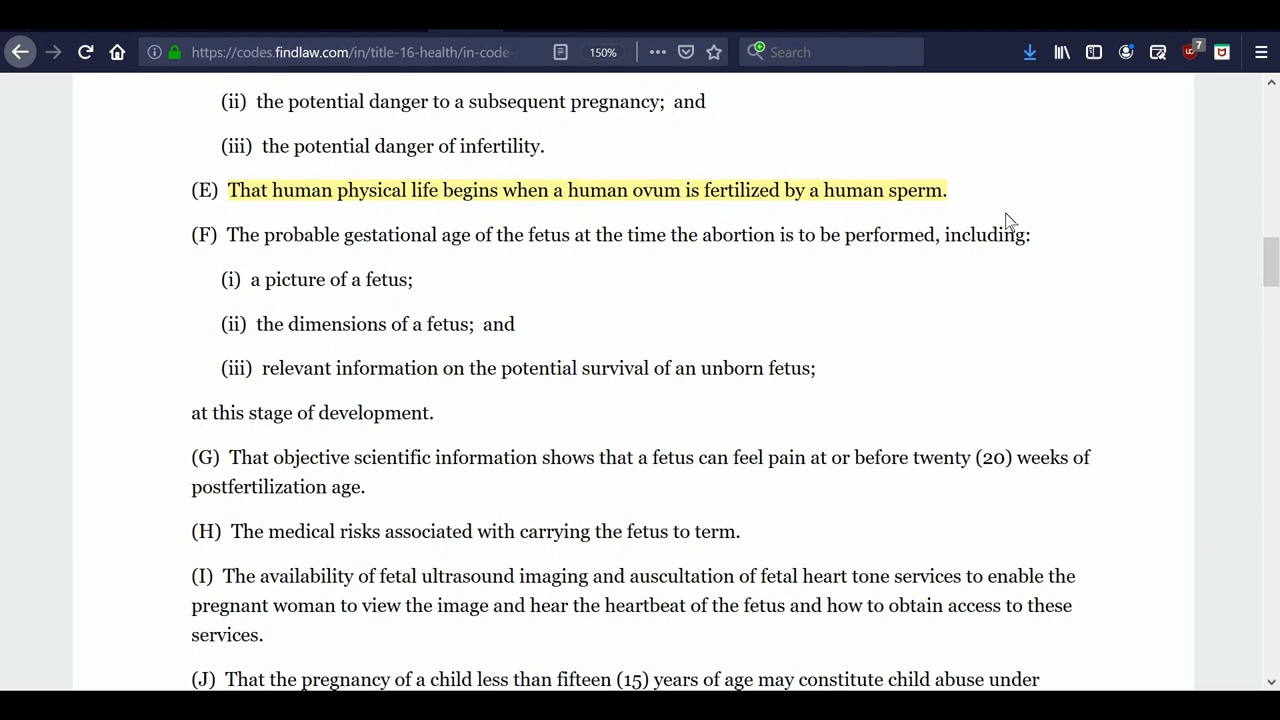 https://codes.findlaw.com/in/title-16-health/in-code-
150%
Search
7
(ii) the potential danger to a subsequent pregnancy; and
(iii) the potential danger of infertility.
(E) That human physical life begins when a human ovum is fertilized by a human sperm.
(F) The probable gestational age of the fetus at the time the abortion is to be performed, including:
(i) a picture of a fetus;
(ii) the dimensions of a fetus; and
(iii) relevant information on the potential survival of an unborn fetus;
at this stage of development.
(G) That objective scientific information shows that a fetus can feel pain at or before twenty (20) weeks of
postfertilization age.
(H) The medical risks associated with carrying the fetus to term.
(I) The availability of fetal ultrasound imaging and auscultation of fetal heart tone services to enable the
pregnant woman to view the image and hear the heartbeat of the fetus and how to obtain access to these
services.
(J) That the pregnancy of a child less than fifteen (15) years of age may constitute child abuse under